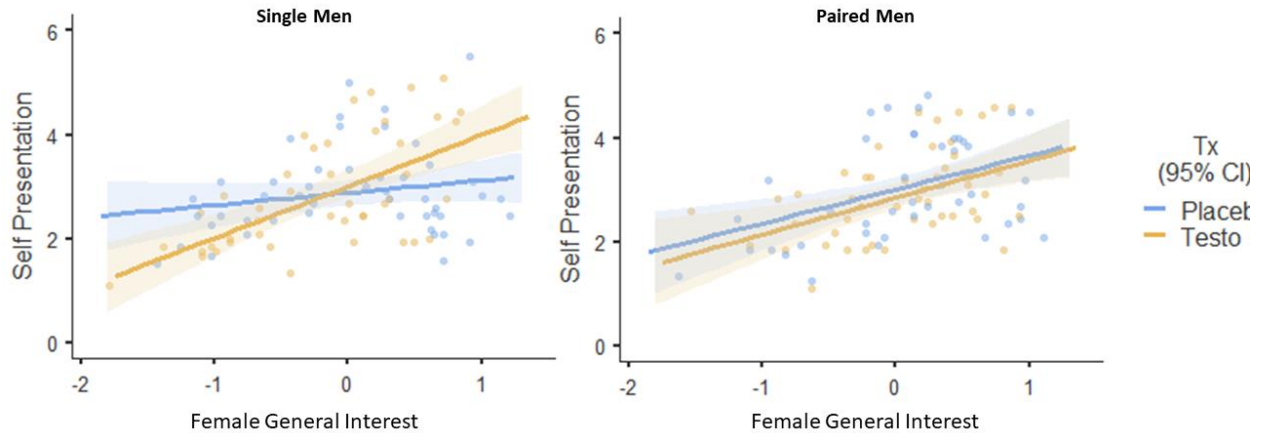 Single Men
Self Presentation
6
4
2
0
-2 -1 0 1
Female General Interest
Paired Men
Self Presentation
6
4
2
0
-2 -1 0 1
Female General Interest
Tx
(95% CI)
Placeb
Testo